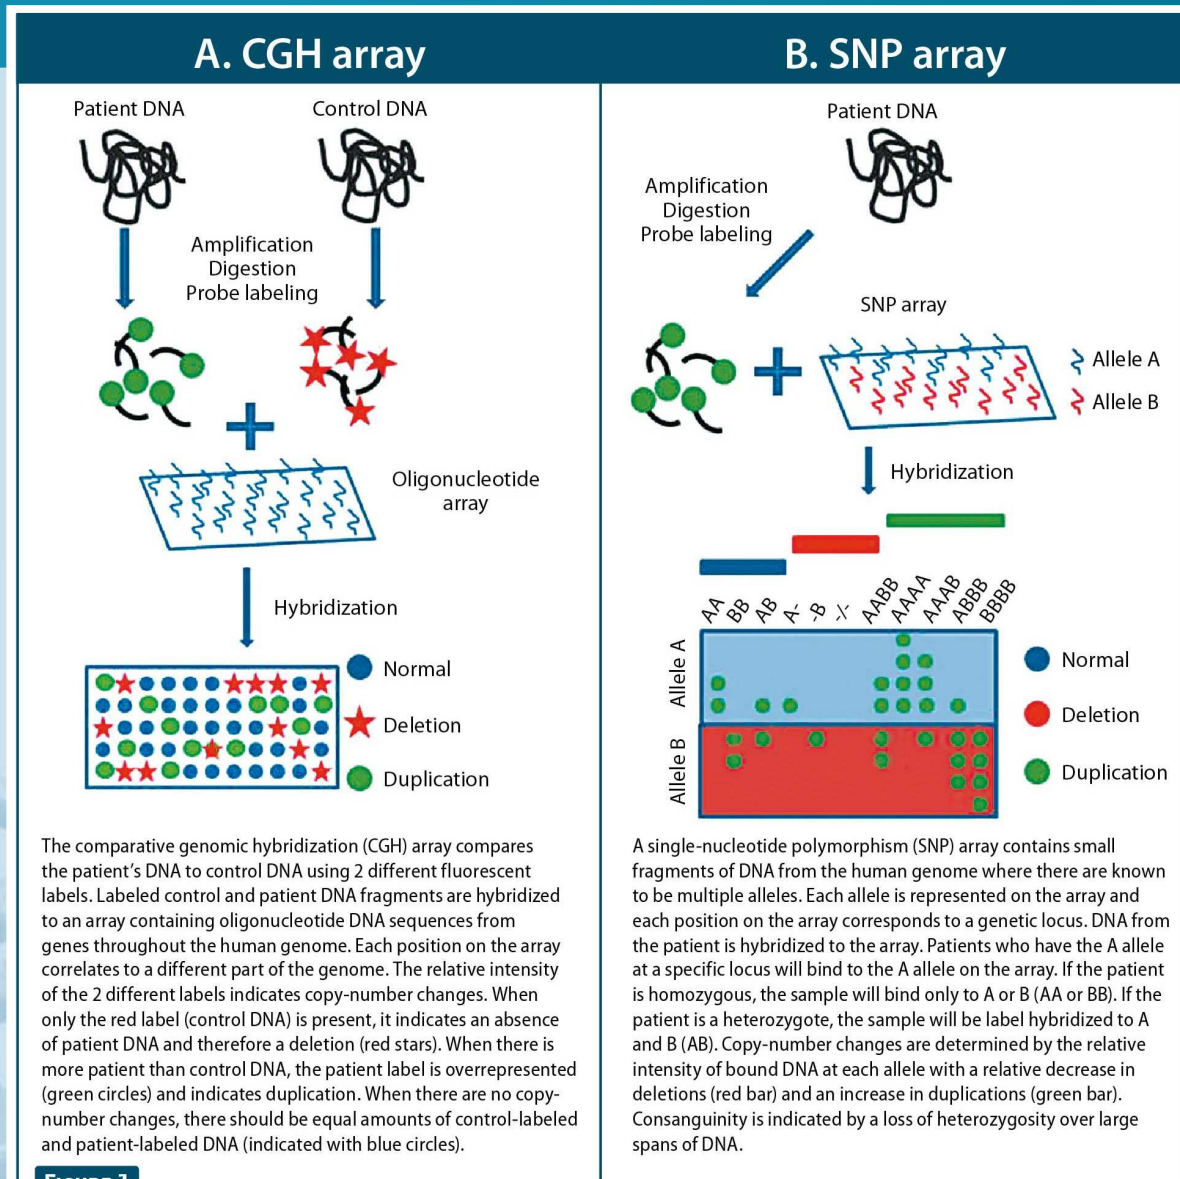 A. CGH array
Patient DNA
Control DNA
Amplification
Digestion
Probe labeling
Oligonucleotide
array
Hybridization
Normal
Deletion
Duplication
The comparative genomic hybridization (CGH) array compares
the patient's DNA to control DNA using 2 different fluorescent
labels. Labeled control and patient DNA fragments are hybridized
to an array containing oligonucleotide DNA sequences from
genes throughout the human genome. Each position on the array
correlates to a different part of the genome. The relative intensity
of the 2 different labels indicates copy-number changes. When
only the red label (control DNA) is present, it indicates an absence
of patient DNA and therefore a deletion (red stars). When there is
more patient than control DNA, the patient label is overrepresented
(green circles) and indicates duplication. When there are no copy-
number changes, there should be equal amounts of control-labeled
and patient-labeled DNA (indicated with blue circles).
B. SNP array
Patient DNA
Amplification
Digestion
Probe labeling
SNP array
Allele A
Allele B
Hybridization
AA
BB
AB
A-
-B
-/-
AABB
AAAA
AAAB
ABBB
BBBB
Allele A
Allele B
Normal
Deletion
Duplication
A single-nucleotide polymorphism (SNP) array contains small
fragments of DNA from the human genome where there are known
to be multiple alleles. Each allele is represented on the array and
each position on the array corresponds to a genetic locus. DNA from
the patient is hybridized to the array. Patients who have the A allele
at a specific locus will bind to the A allele on the array. If the patient
is homozygous, the sample will bind only to A or B (AA or BB). If the
patient is a heterozygote, the sample will be label hybridized to A
and B (AB). Copy-number changes are determined by the relative
intensity of bound DNA at each allele with a relative decrease in
deletions (red bar) and an increase in duplications (green bar).
Consanguinity is indicated by a loss of heterozygosity over large
spans of DNA.